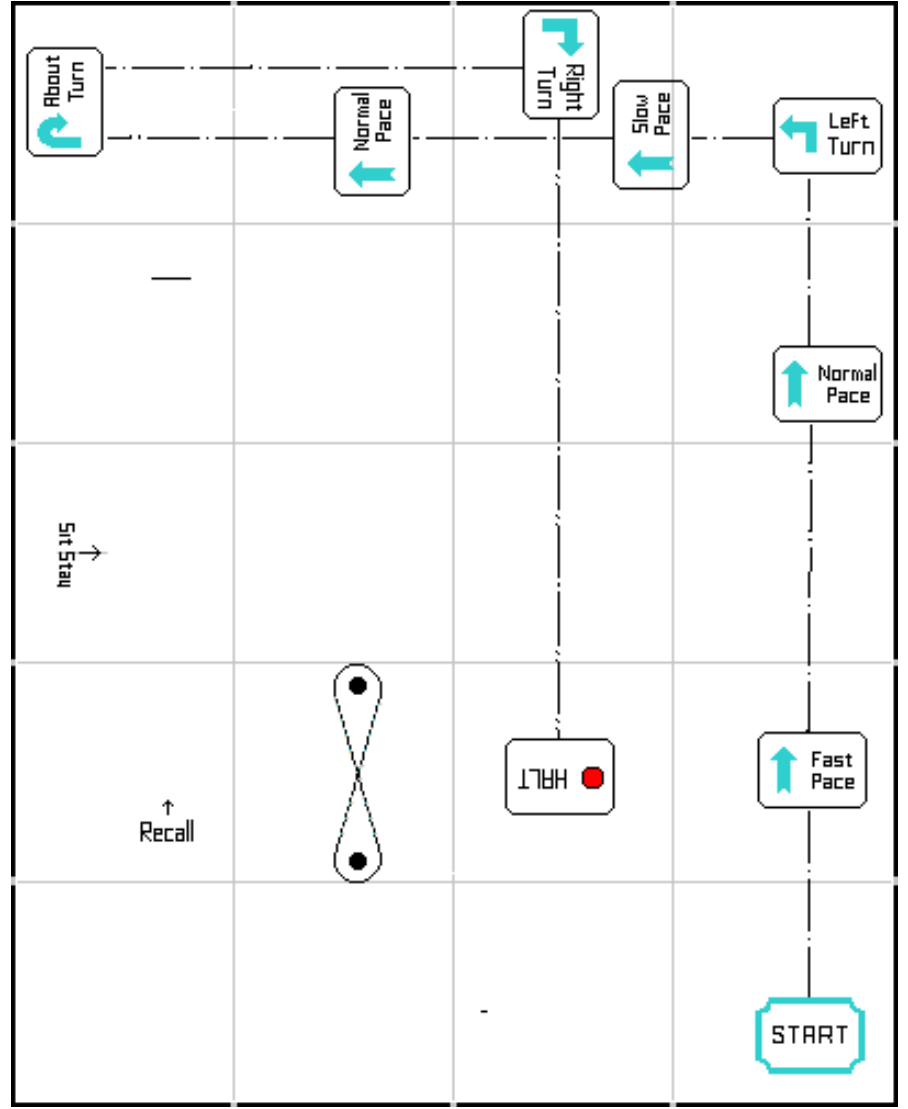 About
Turn
Right
Turn
Normal
Pace
Slow
Pace
Left
Turn
Normal
Pace
Sit Stay
HALT
Fast
Pace
Recall
START